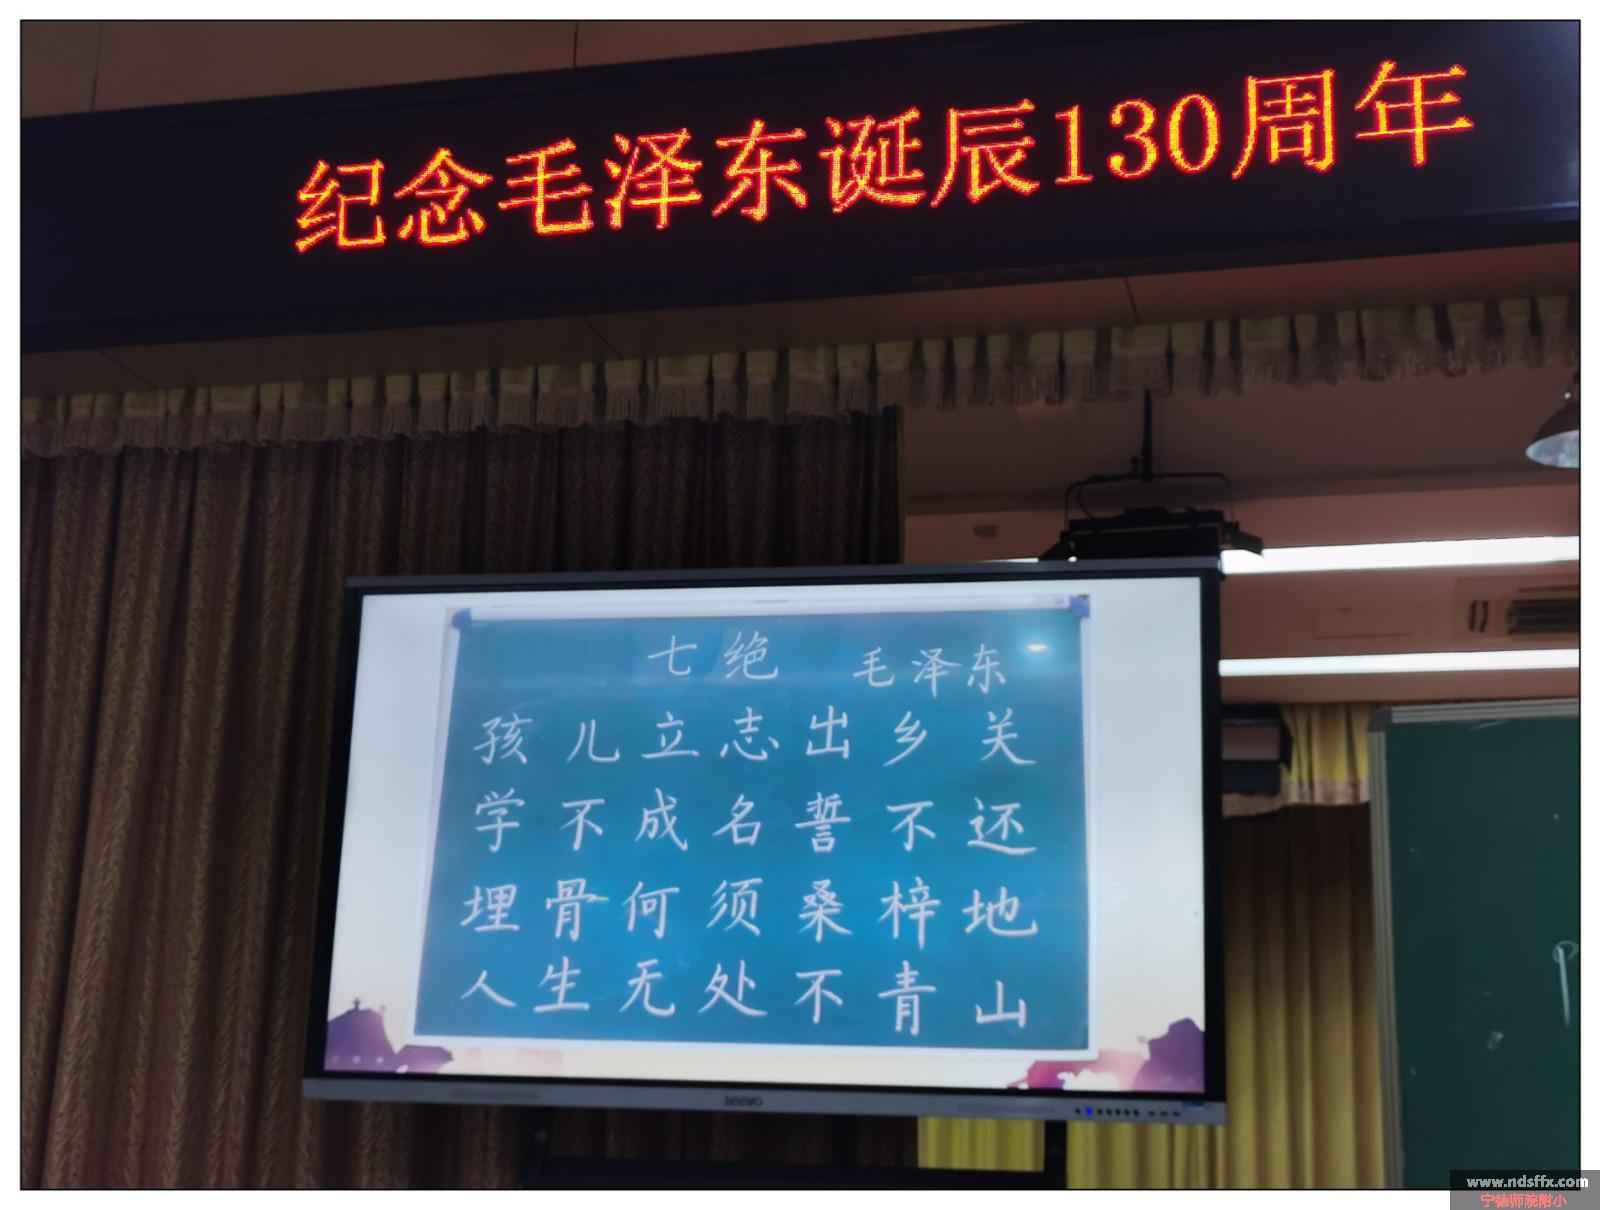 纪念毛泽东诞辰130周年
七绝 毛泽东
孩儿立志出乡关
学不成名誓不还
埋骨何须桑梓地
人生无处不青山
seewo
www.ndsffx.com
宁德师院附小